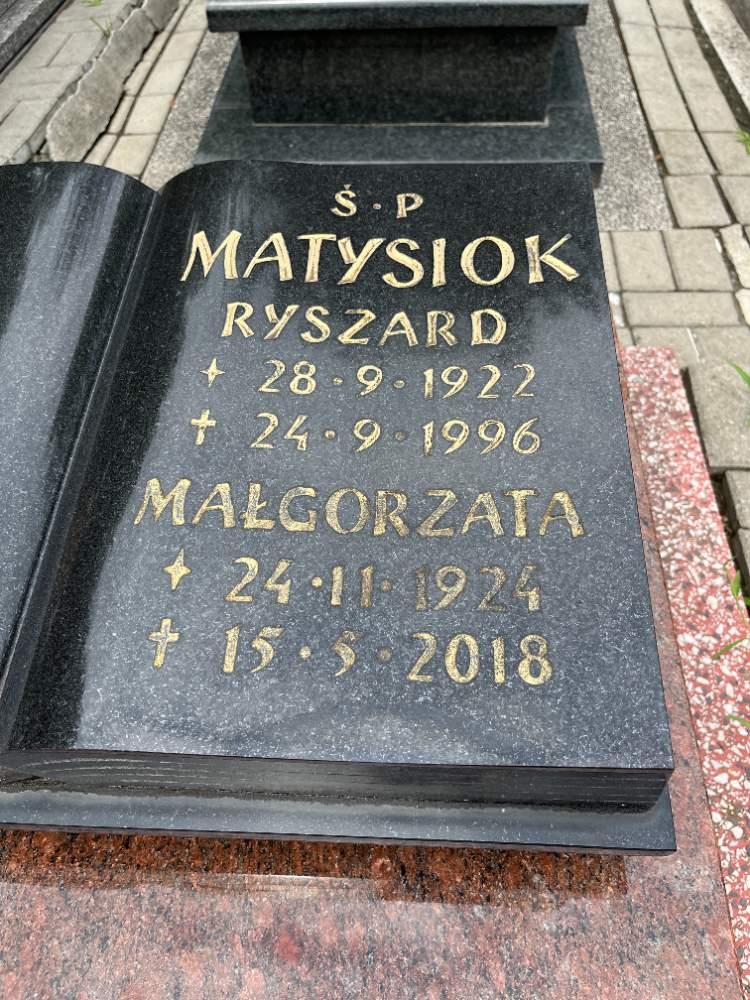 Ś·P
MATYSIOK
RYSZARD
28·9·1922
24·9·1996
MAŁGORZATA
24·11·1924
15·5·2018